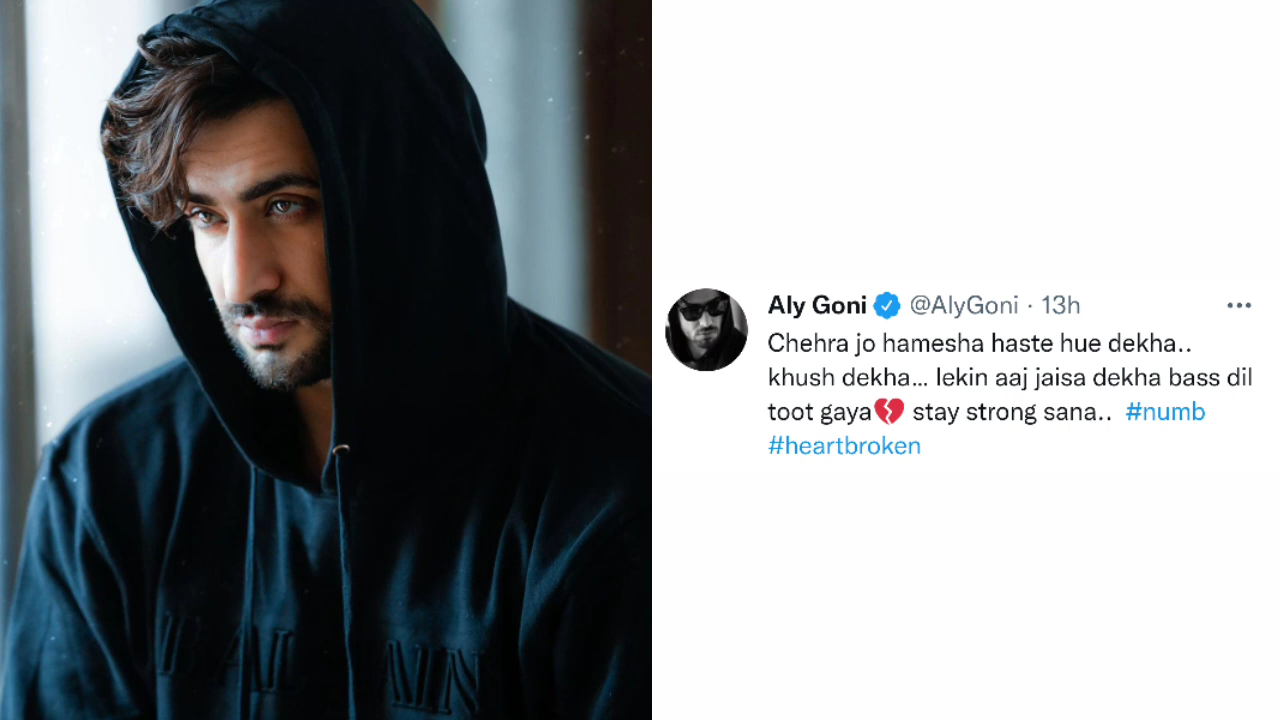 BALMAIN
Aly Goni @AlyGoni · 13h
Chehra jo hamesha haste hue dekha..
khush dekha... lekin aaj jaisa dekha bass dil
toot gaya💔 stay strong sana.. #numb
#heartbroken